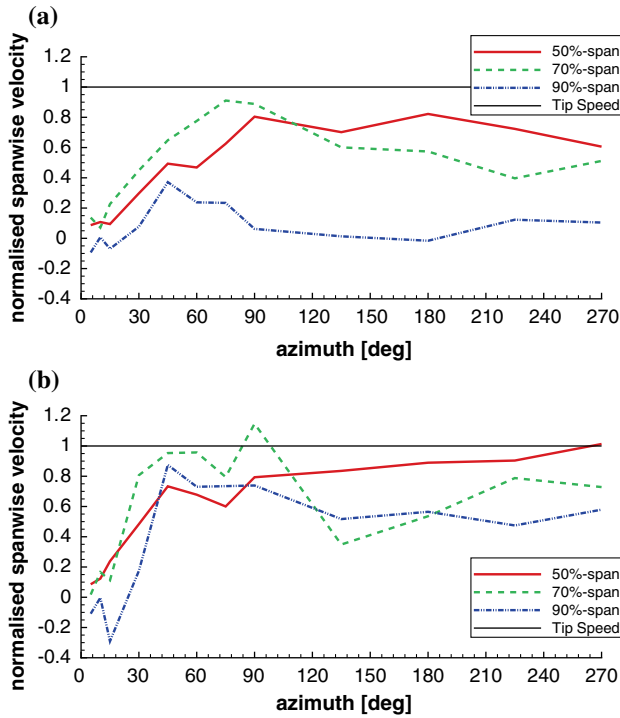 (a)
normalised spanwise velocity
1.2
1
0.8
0.6
0.4
0.2
0
-0.2
-0.4
50%-span
70%-span
90%-span
Tip Speed
0 30 60 90 120 150 180 210 240 270
azimuth [deg]
(b)
normalised spanwise velocity
1.2
1
0.8
0.6
0.4
0.2
0
-0.2
-0.4
50%-span
70%-span
90%-span
Tip Speed
0 30 60 90 120 150 180 210 240 270
azimuth [deg]